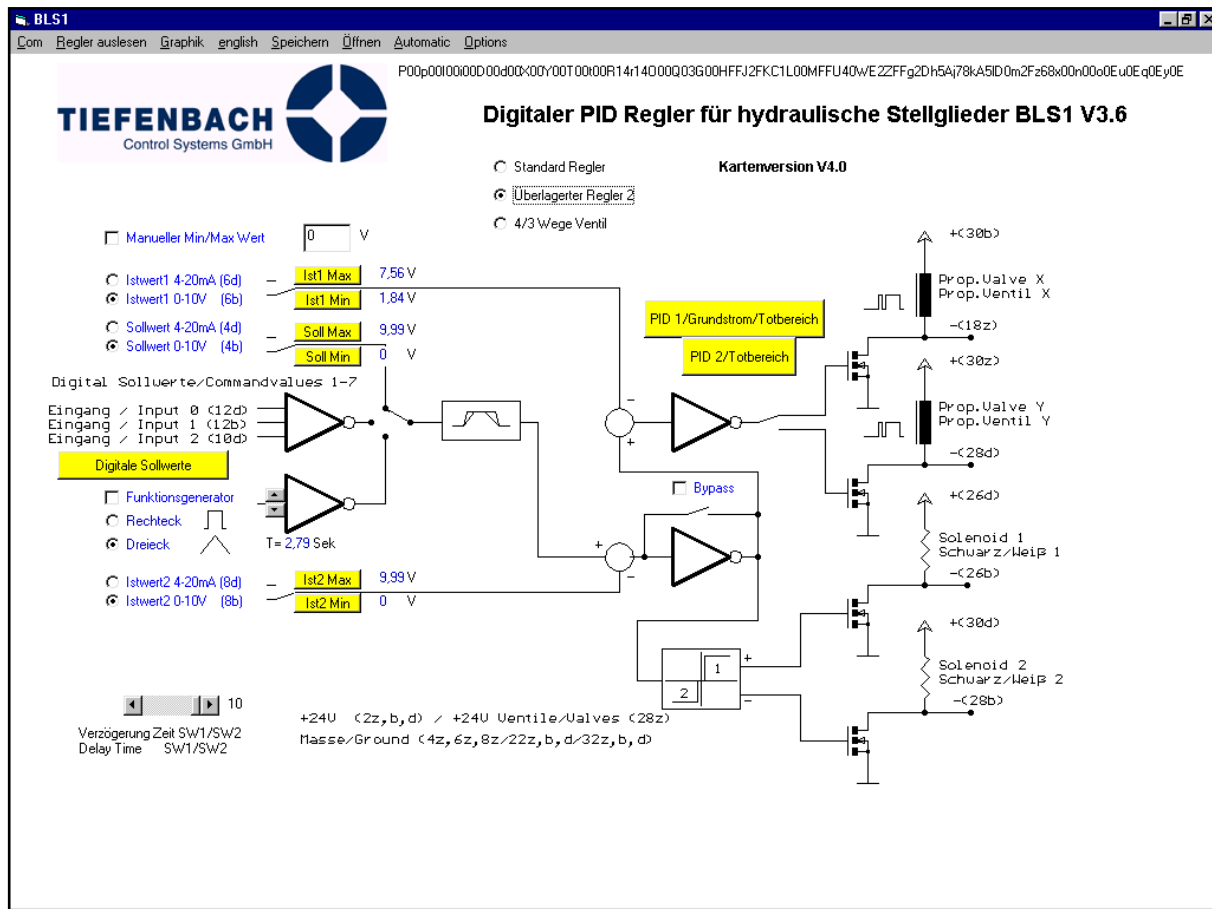 BLS1
Com Regler auslesen Graphik english Speichern Öffnen Automatic Options
P00p00I00i00D00d00X00Y00T00t00R14r14O00Q03G00HFFJ2FKC1L00MFFU40WE2ZFFg2Dh5Aj78kA5lD0m2Fz68x00n00o0Eu0Eq0Ey0E
TIEFENBACH
Control Systems GmbH
Digitaler PID Regler für hydraulische Stellglieder BLS1 V3.6
Standard Regler
Kartenversion V4.0
Überlagerter Regler 2
4/3 Wege Ventil
Manueller Min/Max Wert 0 V
Istwert1 4-20mA (6d) Ist1 Max 7,56 V
Istwert1 0-10V (6b) Ist1 Min 1,84 V
Sollwert 4-20mA (4d) Soll Max 9,99 V
Sollwert 0-10V (4b) Soll Min 0 V
Digital Sollwerte/Commandvalues 1-7
Eingang / Input 0 (12d)
Eingang / Input 1 (12b)
Eingang / Input 2 (10d)
Digitale Sollwerte
Funktionsgenerator
Rechteck
Dreieck
T= 2,79 Sek
Istwert2 4-20mA (8d) Ist2 Max 9,99 V
Istwert2 0-10V (8b) Ist2 Min 0 V
PID 1/Grundstrom/Totbereich
PID 2/Totbereich
-
+
Bypass
+
-
+(30b)
Prop.Valve X
Prop.Ventil X
-(18z)
+(30z)
Prop.Valve Y
Prop.Ventil Y
-(28d)
+(26d)
Solenoid 1
Schwarz/Weiß 1
-(26b)
+(30d)
Solenoid 2
Schwarz/Weiß 2
-(28b)
1 +
2 -
10
Verzögerung Zeit SW1/SW2
Delay Time SW1/SW2
+24V (2z,b,d) / +24V Ventile/Valves (28z)
Masse/Ground (4z,6z,8z/22z,b,d/32z,b,d)